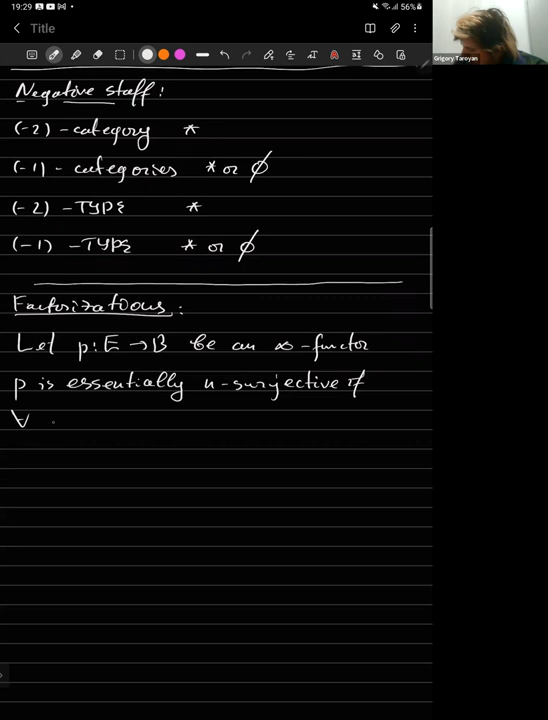 19:29
56%
Title
Grigory Taroyan
Negative staff:
(-2) - category *
(-1) - categories * or ∅
(-2) - TYPE *
(-1) - TYPE * or ∅
Factorizations:
Let p: E → B be an ∞-functor
p is essentially n-surjective if
∀